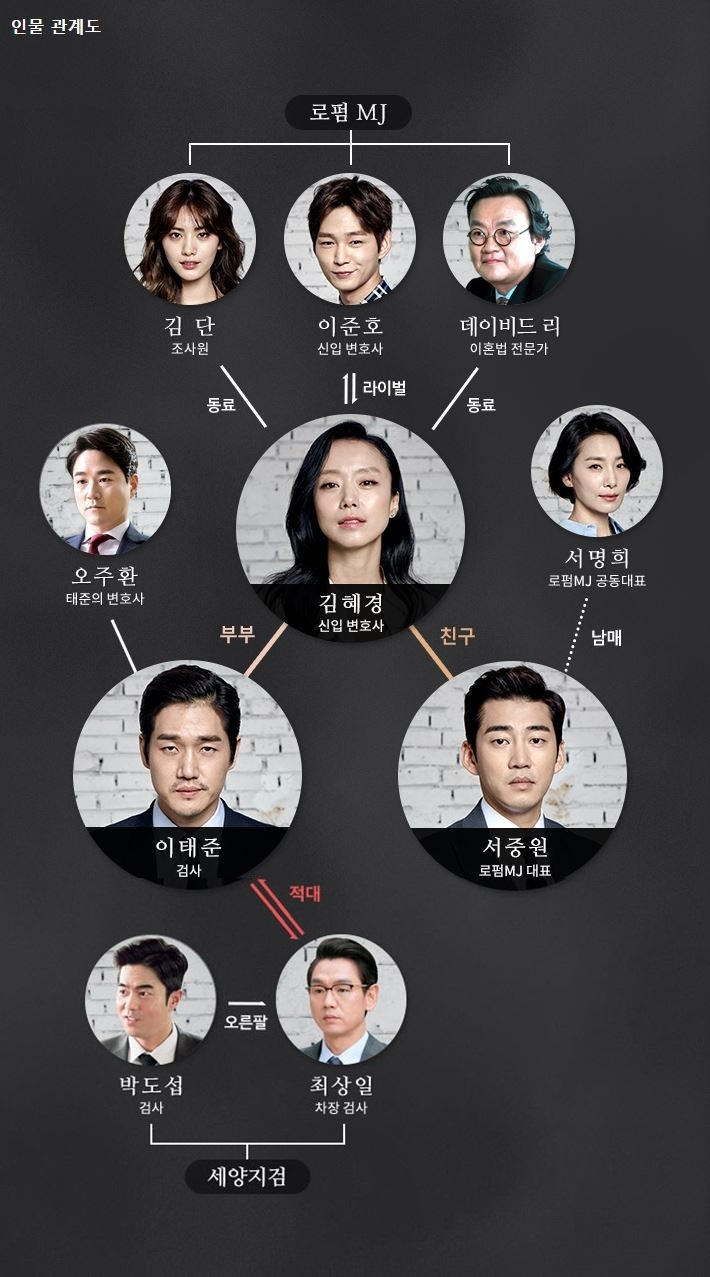 인물 관계도
로펌 MJ
김 단
조사원
이준호
신입 변호사
데이비드 리
이혼법 전문가
동료
라이벌
동료
오주환
태준의 변호사
김혜경
신입 변호사
서명희
로펌MJ 공동대표
부부
친구
남매
이태준
검사
서중원
로펌MJ 대표
적대
오른팔
박도섭
검사
최상일
차장 검사
세양지검